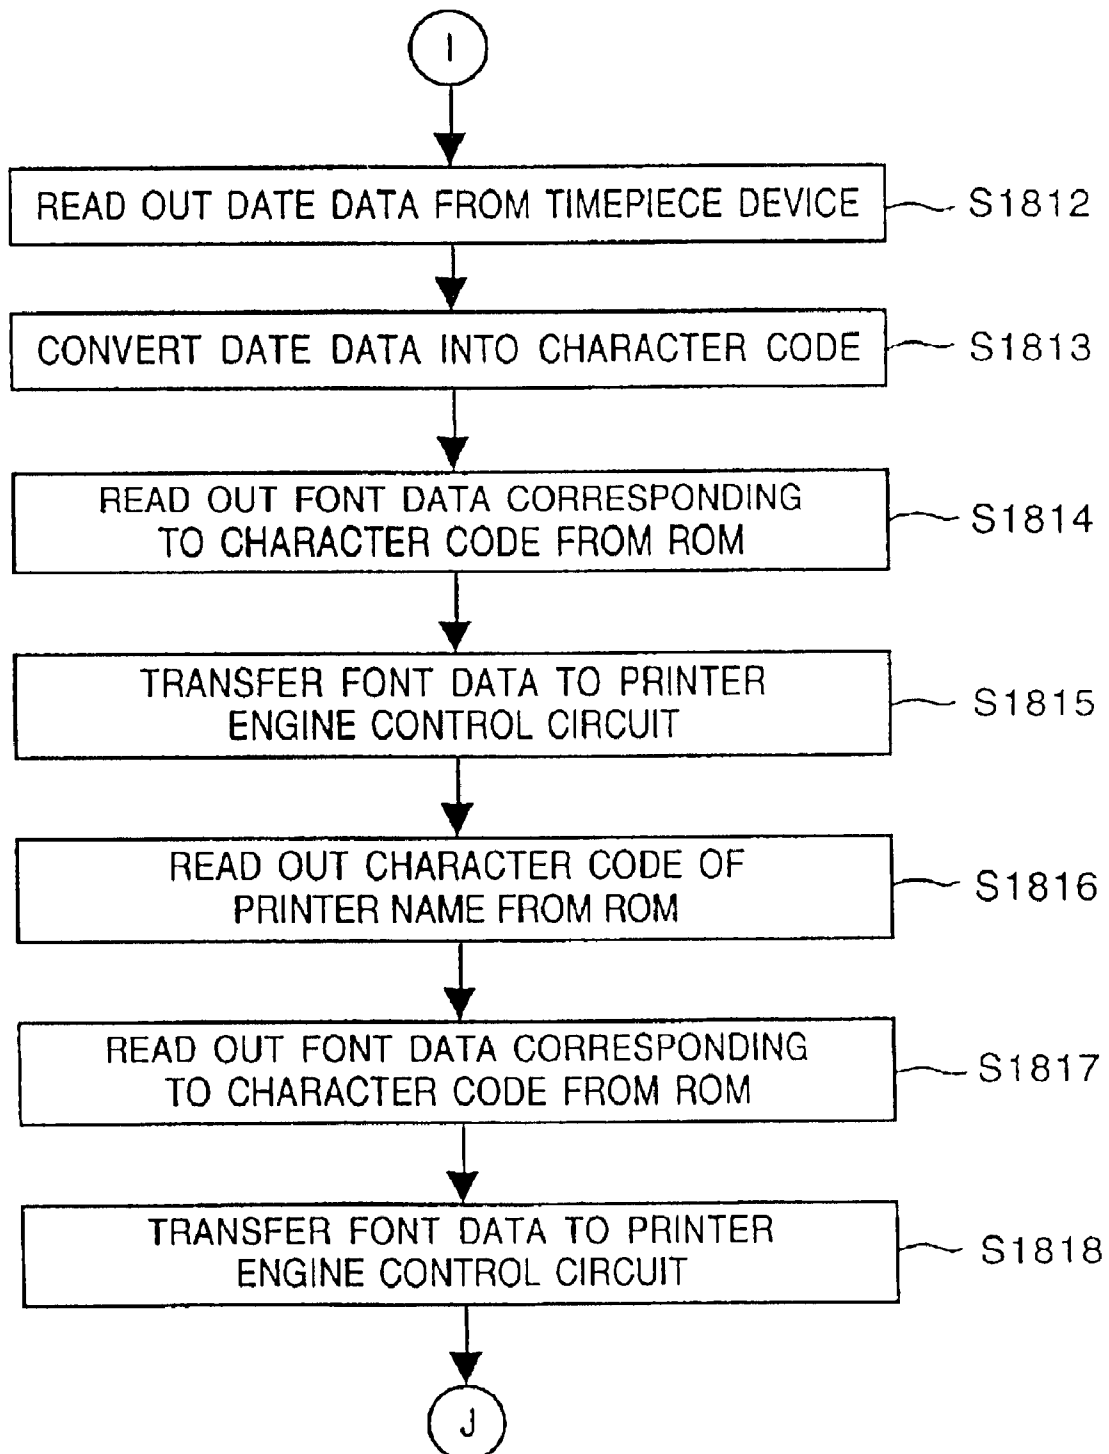 I
READ OUT DATE DATA FROM TIMEPIECE DEVICE
S1812
CONVERT DATE DATA INTO CHARACTER CODE
S1813
READ OUT FONT DATA CORRESPONDING
TO CHARACTER CODE FROM ROM
S1814
TRANSFER FONT DATA TO PRINTER
ENGINE CONTROL CIRCUIT
S1815
READ OUT CHARACTER CODE OF
PRINTER NAME FROM ROM
S1816
READ OUT FONT DATA CORRESPONDING
TO CHARACTER CODE FROM ROM
S1817
TRANSFER FONT DATA TO PRINTER
ENGINE CONTROL CIRCUIT
S1818
J